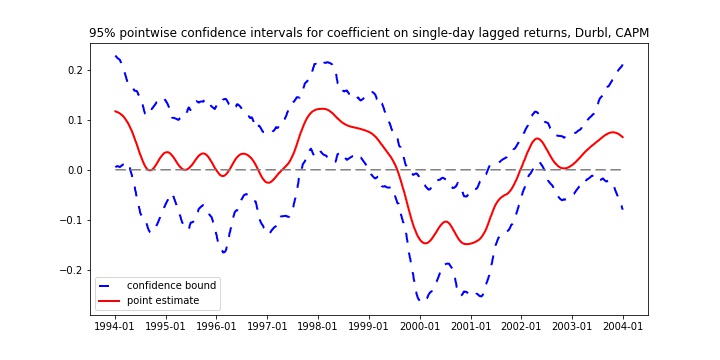 95% pointwise confidence intervals for coefficient on single-day lagged returns, Durbl, CAPM
0.2
0.1
0.0
−0.1
−0.2
confidence bound
point estimate
1994-01 1995-01 1996-01 1997-01 1998-01 1999-01 2000-01 2001-01 2002-01 2003-01 2004-01